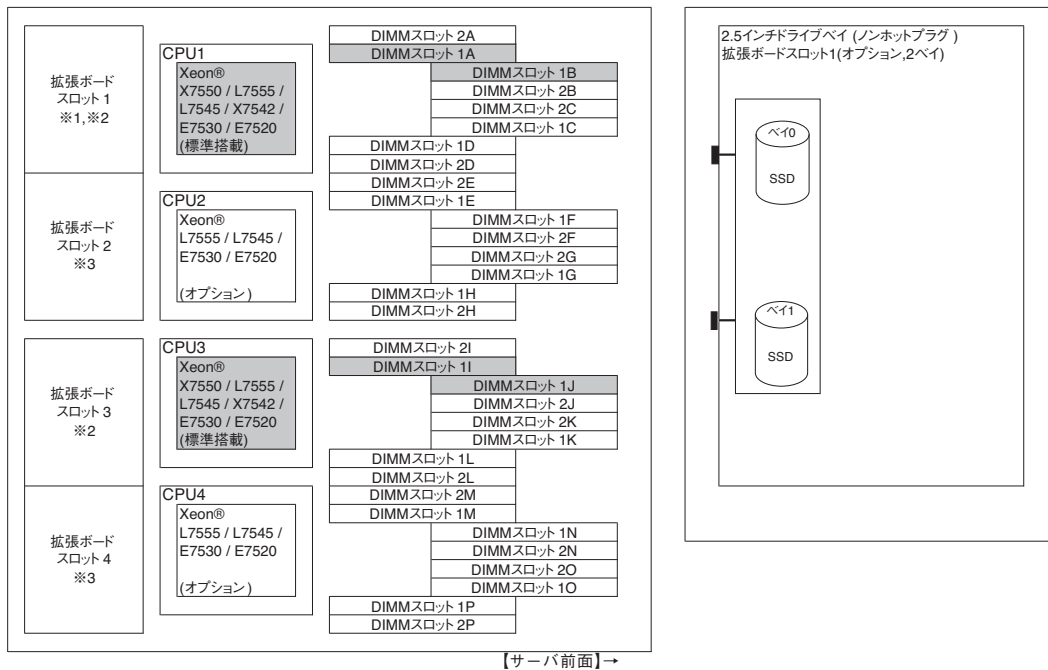 拡張ボード
スロット 1
※1,※2
拡張ボード
スロット 2
※3
拡張ボード
スロット 3
※2
拡張ボード
スロット 4
※3
CPU1
Xeon®
X7550 / L7555 /
L7545 / X7542 /
E7530 / E7520
(標準搭載)
CPU2
Xeon®
L7555 / L7545 /
E7530 / E7520
(オプション)
CPU3
Xeon®
X7550 / L7555 /
L7545 / X7542 /
E7530 / E7520
(標準搭載)
CPU4
Xeon®
L7555 / L7545 /
E7530 / E7520
(オプション)
DIMMスロット 2A
DIMMスロット 1A
DIMMスロット 1B
DIMMスロット 2B
DIMMスロット 2C
DIMMスロット 1C
DIMMスロット 1D
DIMMスロット 2D
DIMMスロット 2E
DIMMスロット 1E
DIMMスロット 1F
DIMMスロット 2F
DIMMスロット 2G
DIMMスロット 1G
DIMMスロット 1H
DIMMスロット 2H
DIMMスロット 2I
DIMMスロット 1I
DIMMスロット 1J
DIMMスロット 2J
DIMMスロット 2K
DIMMスロット 1K
DIMMスロット 1L
DIMMスロット 2L
DIMMスロット 2M
DIMMスロット 1M
DIMMスロット 1N
DIMMスロット 2N
DIMMスロット 2O
DIMMスロット 1O
DIMMスロット 1P
DIMMスロット 2P
【サーバ前面】→
2.5インチドライブベイ (ノンホットプラグ )
拡張ボードスロット1(オプション,2ベイ)
ベイ0
SSD
ベイ1
SSD